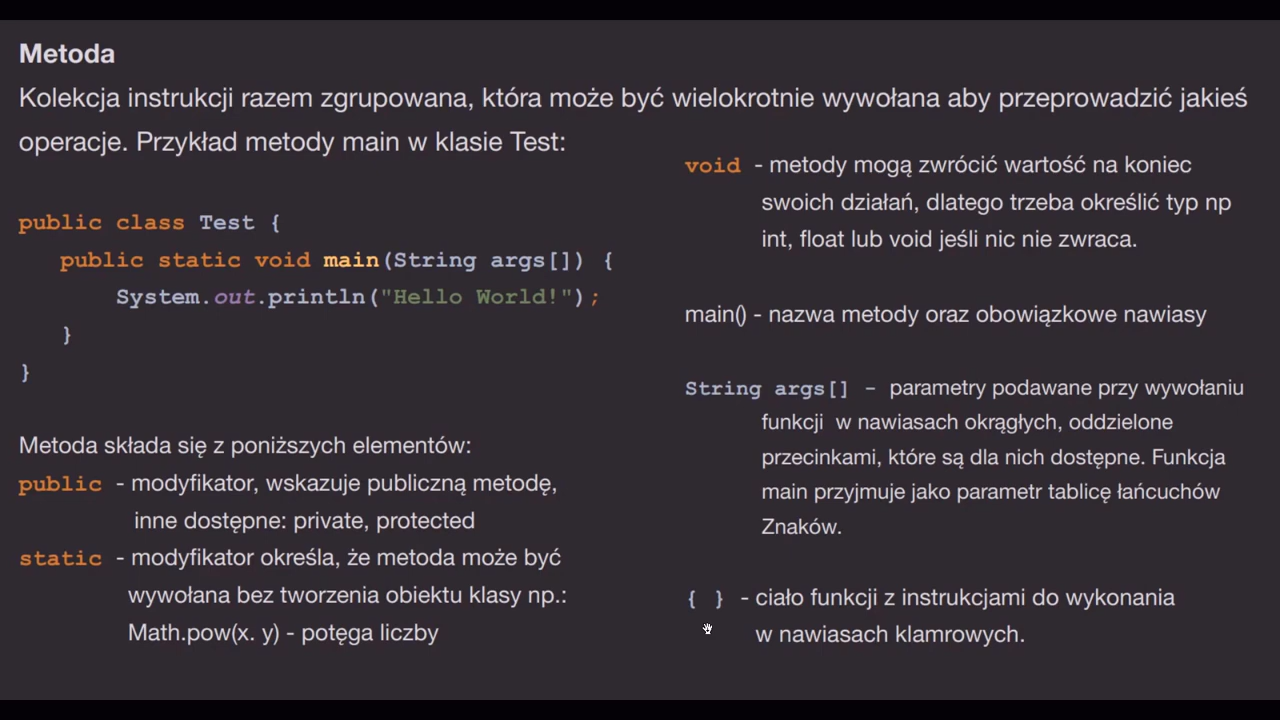 Metoda
Kolekcja instrukcji razem zgrupowana, która może być wielokrotnie wywołana aby przeprowadzić jakieś
operacje. Przykład metody main w klasie Test:
public class Test {
public static void main(String args[]) {
System.out.println("Hello World!");
}
}
Metoda składa się z poniższych elementów:
public - modyfikator, wskazuje publiczną metodę,
inne dostępne: private, protected
static - modyfikator określa, że metoda może być
wywołana bez tworzenia obiektu klasy np.:
Math.pow(x. y) - potęga liczby
void - metody mogą zwrócić wartość na koniec
swoich działań, dlatego trzeba określić typ np
int, float lub void jeśli nic nie zwraca.
main() - nazwa metody oraz obowiązkowe nawiasy
String args[] - parametry podawane przy wywołaniu
funkcji w nawiasach okrągłych, oddzielone
przecinkami, które są dla nich dostępne. Funkcja
main przyjmuje jako parametr tablicę łańcuchów
Znaków.
{ } - ciało funkcji z instrukcjami do wykonania
w nawiasach klamrowych.